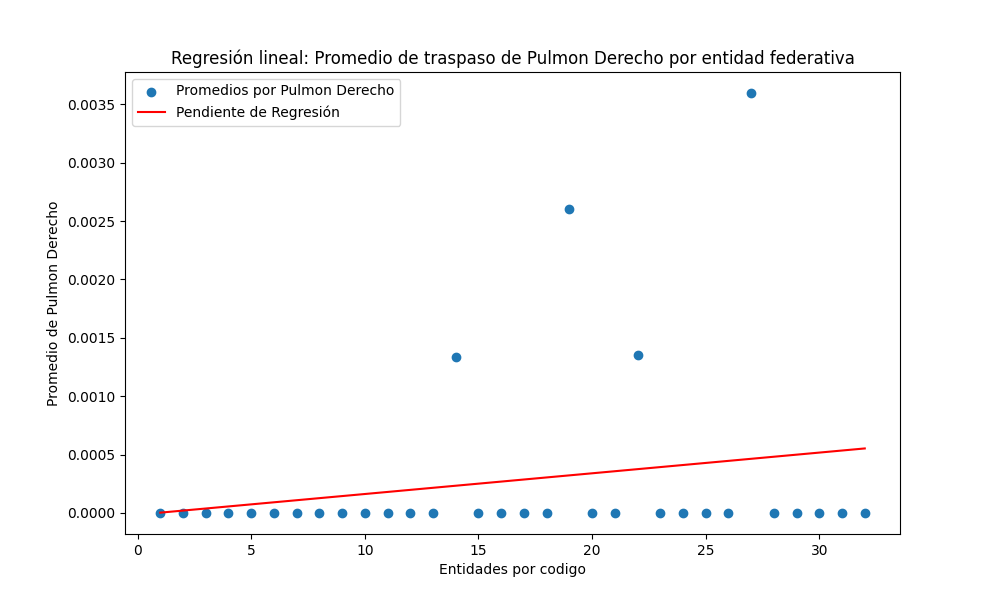 Regresión lineal: Promedio de traspaso de Pulmon Derecho por entidad federativa
Promedios por Pulmon Derecho
Pendiente de Regresión
Promedio de Pulmon Derecho
0.0035
0.0030
0.0025
0.0020
0.0015
0.0010
0.0005
0.0000
0 5 10 15 20 25 30
Entidades por codigo